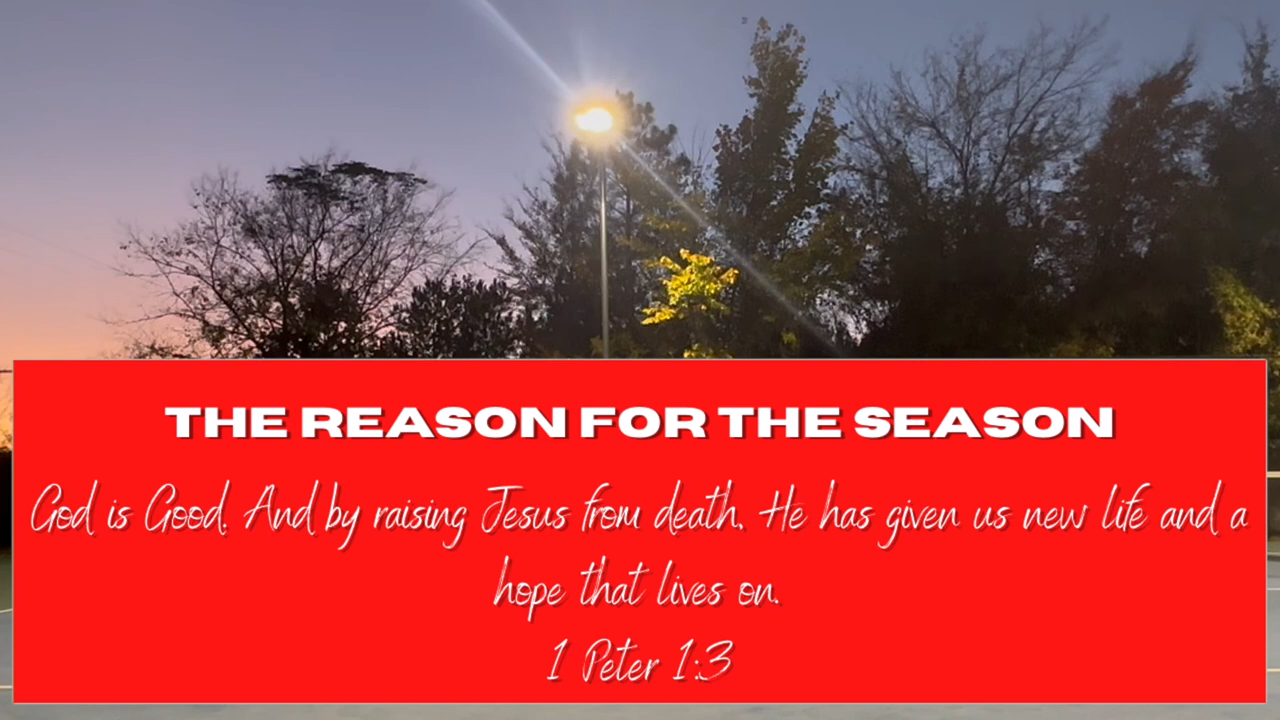 THE REASON FOR THE SEASON
God is Good. And by raising Jesus from death, He has given us new life and a
hope that lives on.
1 Peter 1:3